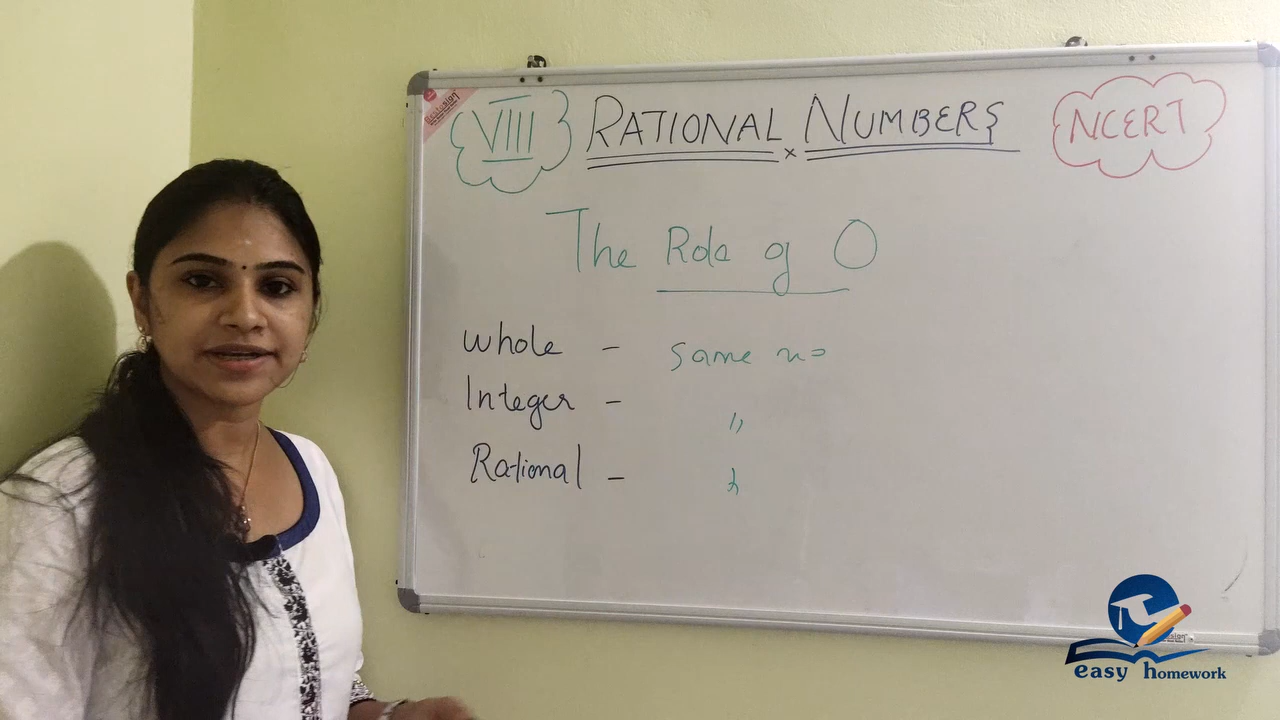 VIII RATIONAL NUMBERS NCERT
The Role of 0
whole - same no
Integer - "
Rational - "
easy homework